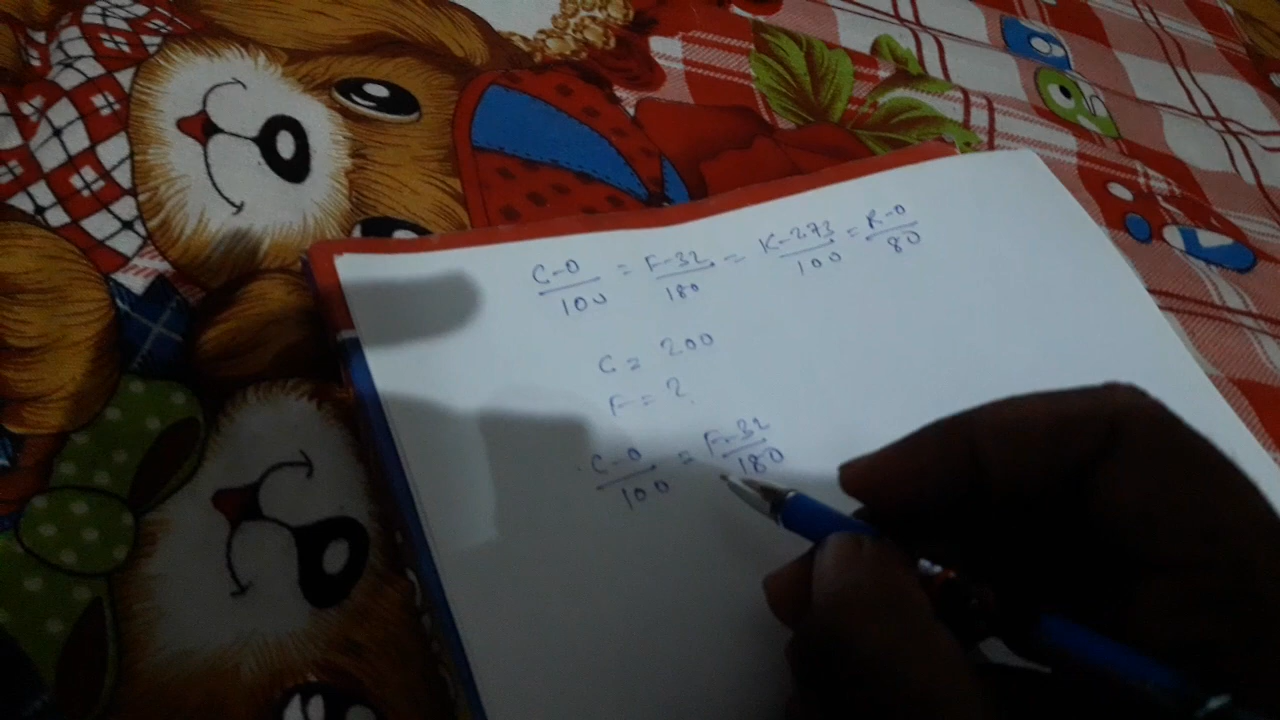 C-0/100 = F-32/180 = K-273/100 = R-0/80
C = 200
F = ?
C-0/100 = F-32/180